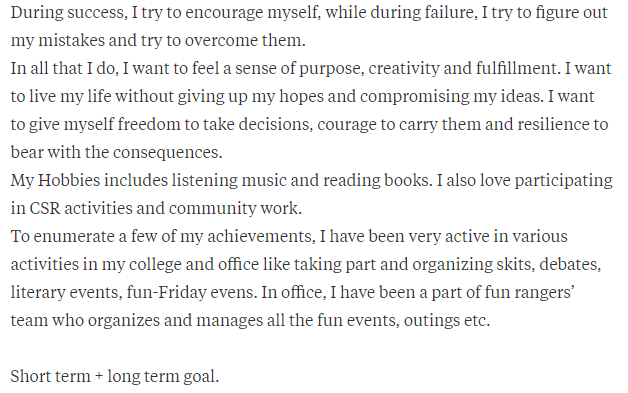 During success, I try to encourage myself, while during failure, I try to figure out
my mistakes and try to overcome them.
In all that I do, I want to feel a sense of purpose, creativity and fulfillment. I want
to live my life without giving up my hopes and compromising my ideas. I want
to give myself freedom to take decisions, courage to carry them and resilience to
bear with the consequences.
My Hobbies includes listening music and reading books. I also love participating
in CSR activities and community work.
To enumerate a few of my achievements, I have been very active in various
activities in my college and office like taking part and organizing skits, debates,
literary events, fun-Friday evens. In office, I have been a part of fun rangers’
team who organizes and manages all the fun events, outings etc.
Short term + long term goal.